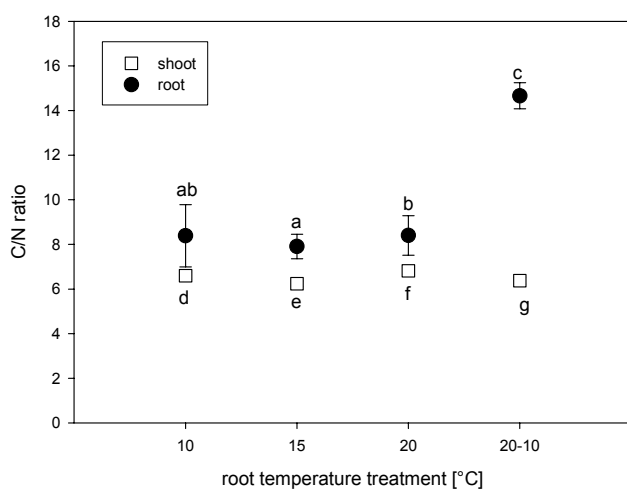 18
16
14
12
10
8
6
4
2
0
C/N ratio
shoot
root
ab
a
b
c
d
e
f
g
10 15 20 20-10
root temperature treatment [°C]